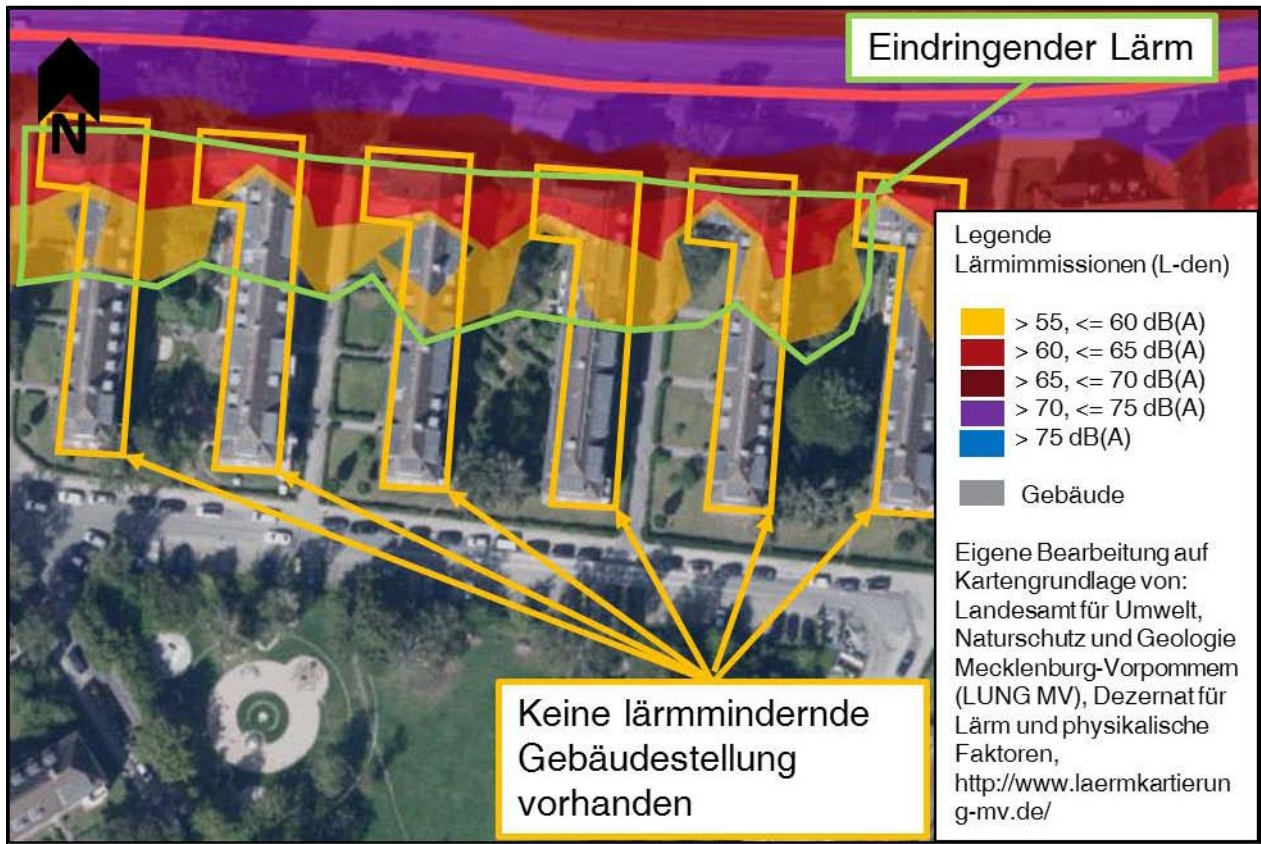 Eindringender Lärm
N
Legende
Lärmimmissionen (L-den)
> 55, <= 60 dB(A)
> 60, <= 65 dB(A)
> 65, <= 70 dB(A)
> 70, <= 75 dB(A)
> 75 dB(A)
Gebäude
Eigene Bearbeitung auf
Kartengrundlage von:
Landesamt für Umwelt,
Naturschutz und Geologie
Mecklenburg-Vorpommern
(LUNG MV), Dezernat für
Lärm und physikalische
Faktoren,
http://www.laermkartierun
g-mv.de/
Keine lärmmindernde
Gebäudestellung
vorhanden